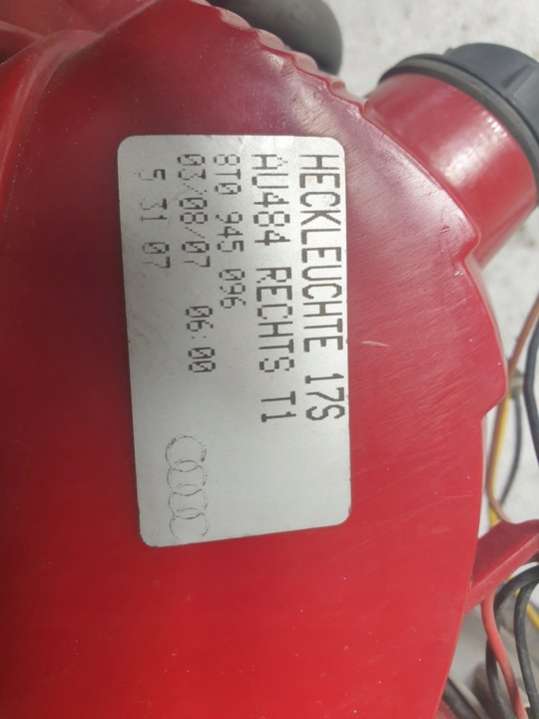 HECKLEUCHTE 17S
AU484 RECHTS T1
8T0 945 096
03/08/07 06:00
5 31 07